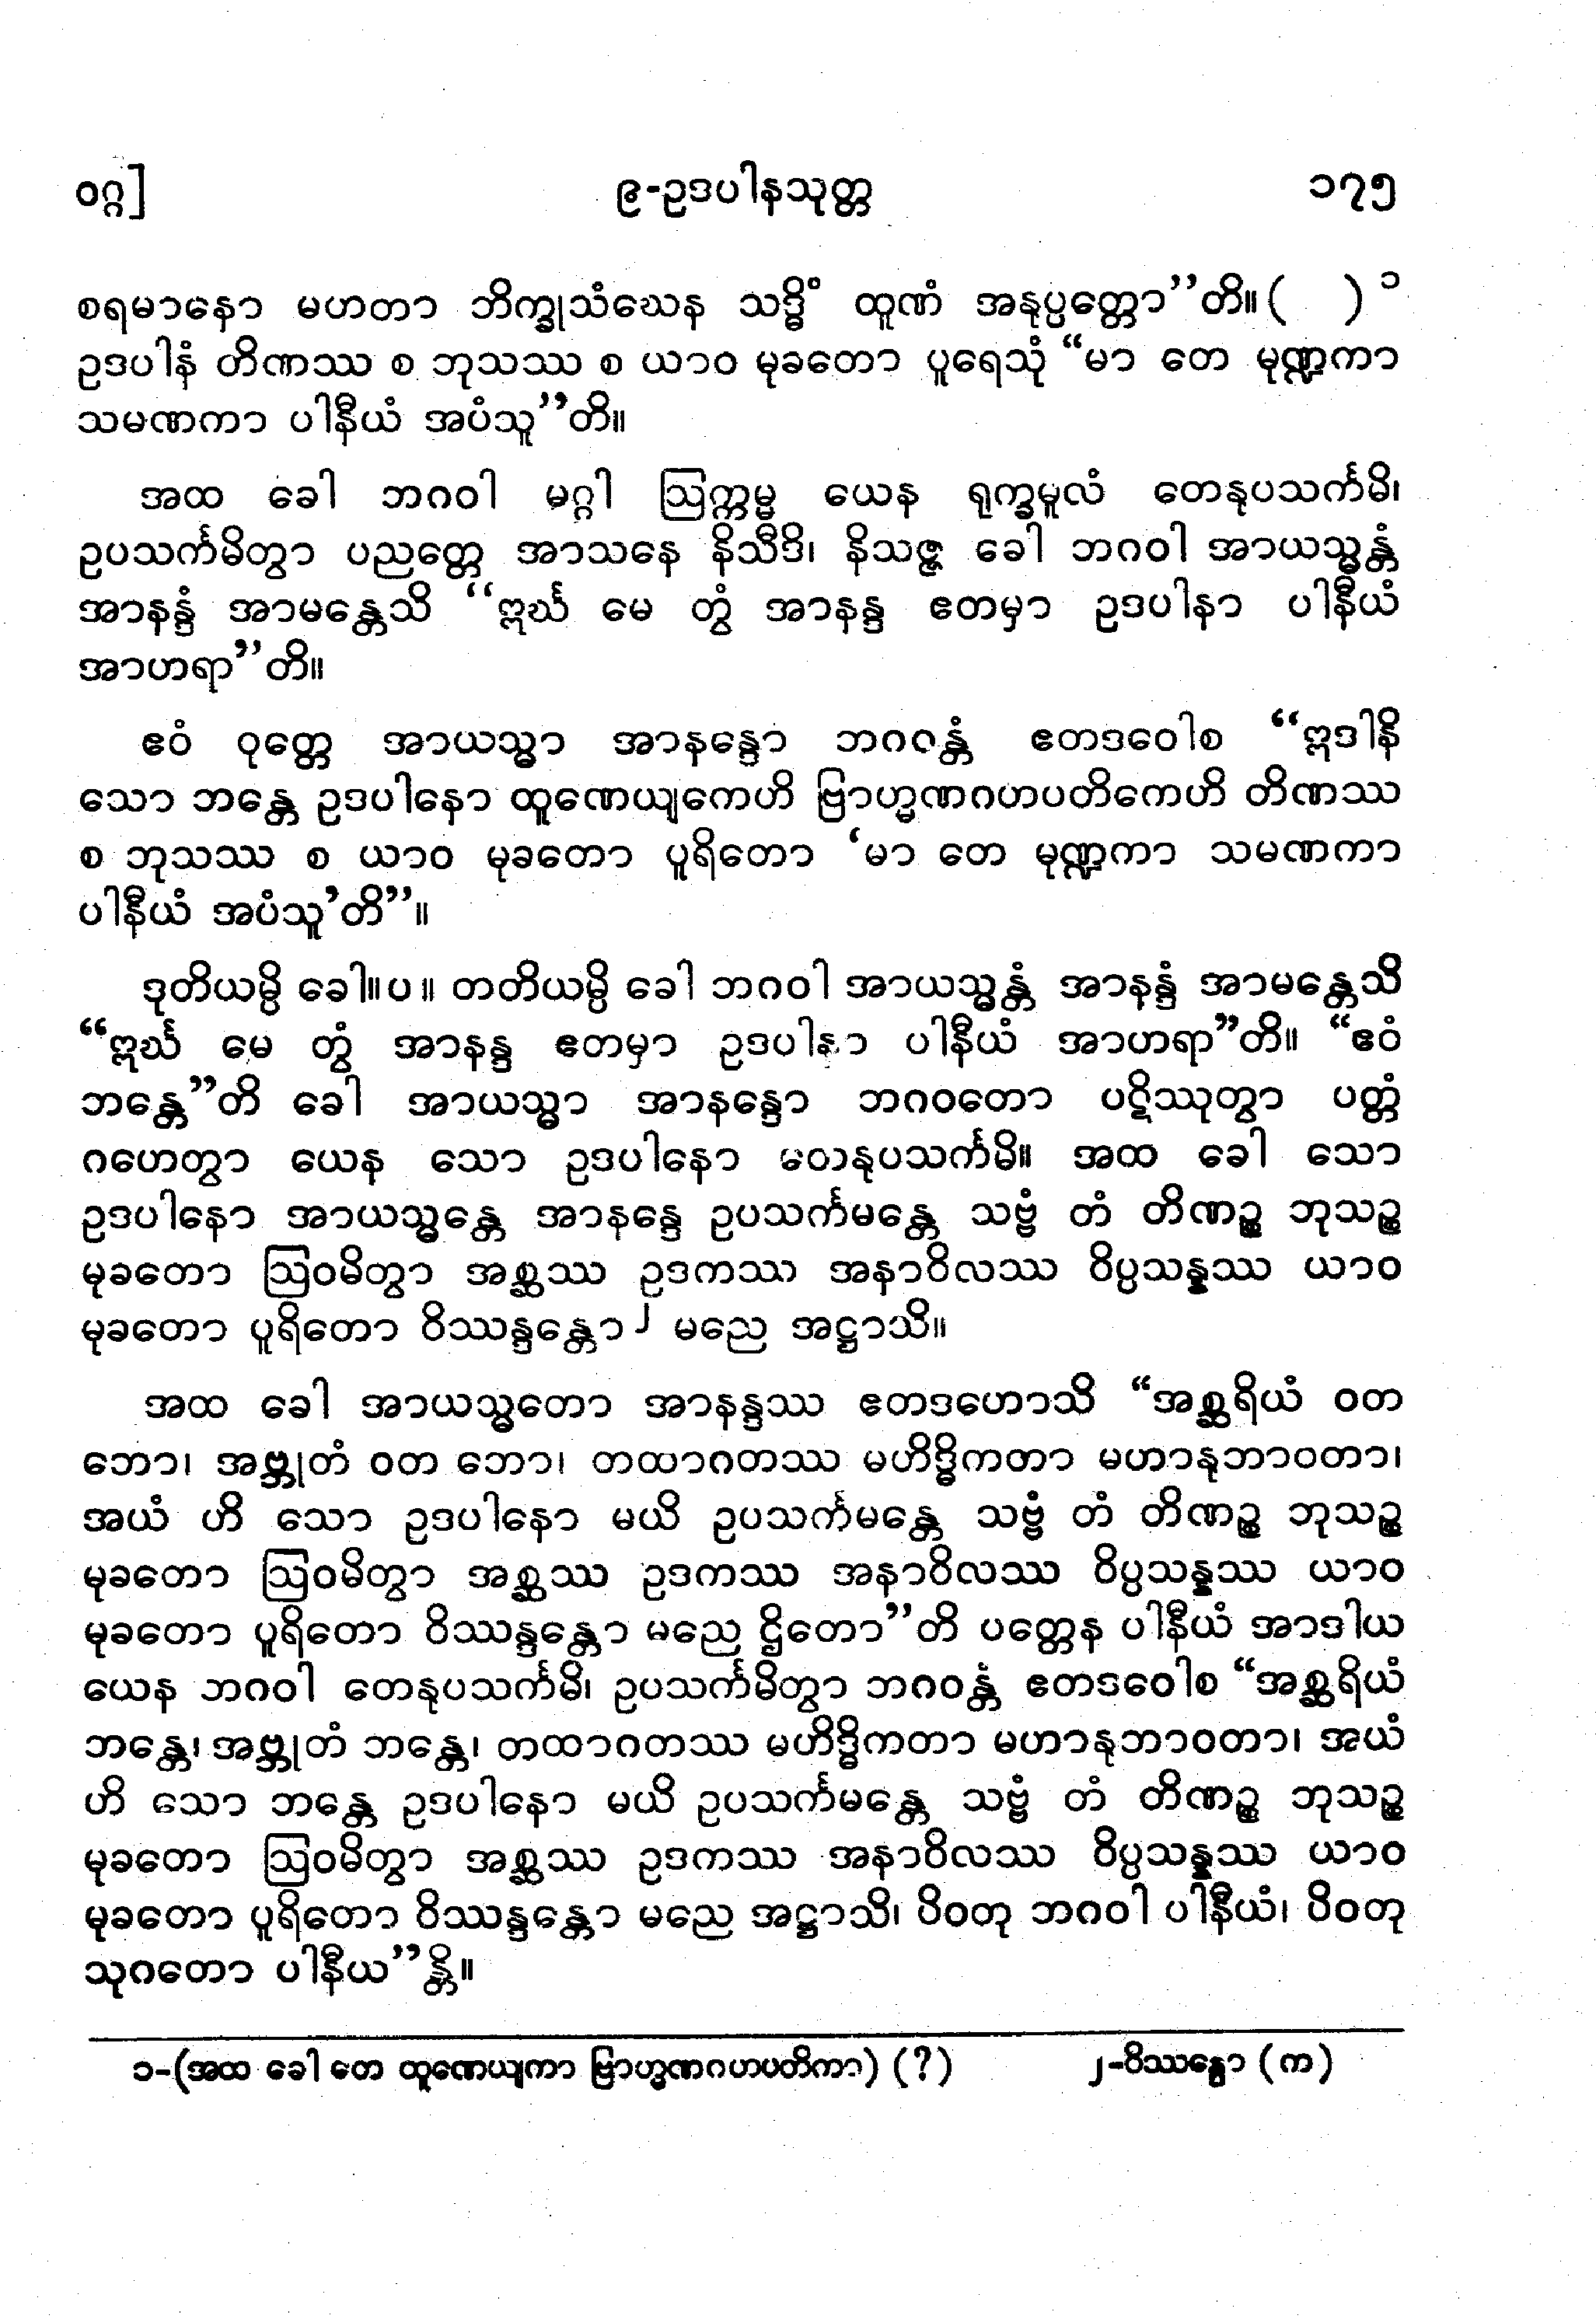 ဝဂ္ဂ] ၉-ဥဒပါနသုတ္တ ၁၇၅
စရမာနော မဟတာ ဘိက္ခုသံဃေန သဒ္ဓိံ ထူဏံ အနုပ္ပတ္တော”တိ။ ( ) ၁
ဥဒပါနံ တိဏဿ စ ဘုသဿ စ ယာဝ မုခတော ပူရေသုံ “မာ တေ မုဏ္ဍကာ
သမဏကာ ပါနီယံ အပံသူ”တိ။
အထ ခေါ ဘဂဝါ မဂ္ဂါ ဩက္ကမ္မ ယေန ရုက္ခမူလံ တေနုပသင်္ကမိ၊
ဥပသင်္ကမိတွာ ပညတ္တေ အာသနေ နိသီဒိ၊ နိသဇ္ဇ ခေါ ဘဂဝါ အာယသ္မန္တံ
အာနန္ဒံ အာမန္တေသိ “ဣင်္ဃ မေ တွံ အာနန္ဒ ဧတမှာ ဥဒပါနာ ပါနီယံ
အာဟရာ”တိ။
ဧဝံ ဝုတ္တေ အာယသ္မာ အာနန္ဒော ဘဂဝန္တံ ဧတဒဝေါစ “ဣဒါနိ
သော ဘန္တေ ဥဒပါနော ထူဏေယျကေဟိ ဗြာဟ္မဏဂဟပတိကေဟိ တိဏဿ
စ ဘုသဿ စ ယာဝ မုခတော ပူရိတော ‘မာ တေ မုဏ္ဍကာ သမဏကာ
ပါနီယံ အပံသူ’တိ”။
ဒုတိယမ္ပိ ခေါ။ပ။ တတိယမ္ပိ ခေါ ဘဂဝါ အာယသ္မန္တံ အာနန္ဒံ အာမန္တေသိ
“ဣင်္ဃ မေ တွံ အာနန္ဒ ဧတမှာ ဥဒပါနာ ပါနီယံ အာဟရာ”တိ။ “ဧဝံ
ဘန္တေ”တိ ခေါ အာယသ္မာ အာနန္ဒော ဘဂဝတော ပဋိဿုတွာ ပတ္တံ
ဂဟေတွာ ယေန သော ဥဒပါနော တေနုပသင်္ကမိ။ အထ ခေါ သော
ဥဒပါနော အာယသ္မန္တေ အာနန္ဒေ ဥပသင်္ကမန္တေ သဗ္ဗံ တံ တိဏဉ္စ ဘုသဉ္စ
မုခတော ဩဝမိတွာ အစ္ဆဿ ဥဒကဿ အနာဝိလဿ ဝိပ္ပသန္နဿ ယာဝ
မုခတော ပူရိတော ဝိဿန္ဒန္တော ၂ မညေ အဋ္ဌာသိ။
အထ ခေါ အာယသ္မတော အာနန္ဒဿ ဧတဒဟောသိ “အစ္ဆရိယံ ဝတ
ဘော၊ အဗ္ဘုတံ ဝတ ဘော၊ တထာဂတဿ မဟိဒ္ဓိကတာ မဟာနုဘာဝတာ၊
အယံ ဟိ သော ဥဒပါနော မယိ ဥပသင်္ကမန္တေ သဗ္ဗံ တံ တိဏဉ္စ ဘုသဉ္စ
မုခတော ဩဝမိတွာ အစ္ဆဿ ဥဒကဿ အနာဝိလဿ ဝိပ္ပသန္နဿ ယာဝ
မုခတော ပူရိတော ဝိဿန္ဒန္တော မညေ ဌိတော”တိ ပတ္တေန ပါနီယံ အာဒါယ
ယေန ဘဂဝါ တေနုပသင်္ကမိ၊ ဥပသင်္ကမိတွာ ဘဂဝန္တံ ဧတဒဝေါစ “အစ္ဆရိယံ
ဘန္တေ၊ အဗ္ဘုတံ ဘန္တေ၊ တထာဂတဿ မဟိဒ္ဓိကတာ မဟာနုဘာဝတာ၊ အယံ
ဟိ သော ဘန္တေ ဥဒပါနော မယိ ဥပသင်္ကမန္တေ သဗ္ဗံ တံ တိဏဉ္စ ဘုသဉ္စ
မုခတော ဩဝမိတွာ အစ္ဆဿ ဥဒကဿ အနာဝိလဿ ဝိပ္ပသန္နဿ ယာဝ
မုခတော ပူရိတော ဝိဿန္ဒန္တော မညေ အဋ္ဌာသိ၊ ပိဝတု ဘဂဝါ ပါနီယံ၊ ပိဝတု
သုဂတော ပါနီယ”န္တိ။
၁-(အထ ခေါ တေ ထူဏေယျကာ ဗြာဟ္မဏဂဟပတိကာ) (?) ၂-ဝိဿန္ဒော (က)